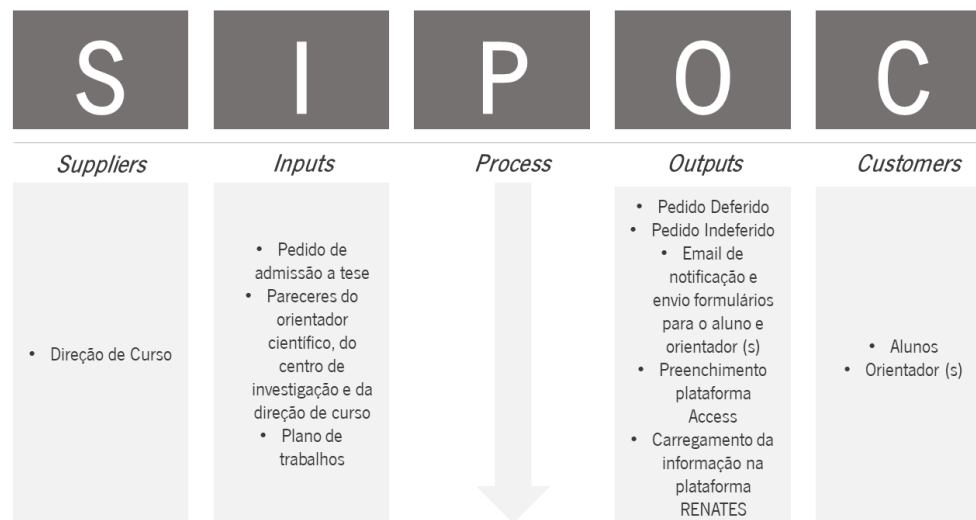 S
I
P
O
C
Suppliers
Inputs
Process
Outputs
Customers
• Direção de Curso
• Pedido de
admissão a tese
• Pareceres do
orientador
científico, do
centro de
investigação e da
direção de curso
• Plano de
trabalhos
• Pedido Deferido
• Pedido Indeferido
• Email de
notificação e
envio formulários
para o aluno e
orientador (s)
• Preenchimento
plataforma
Access
• Carregamento da
informação na
plataforma
RENATES
• Alunos
• Orientador (s)